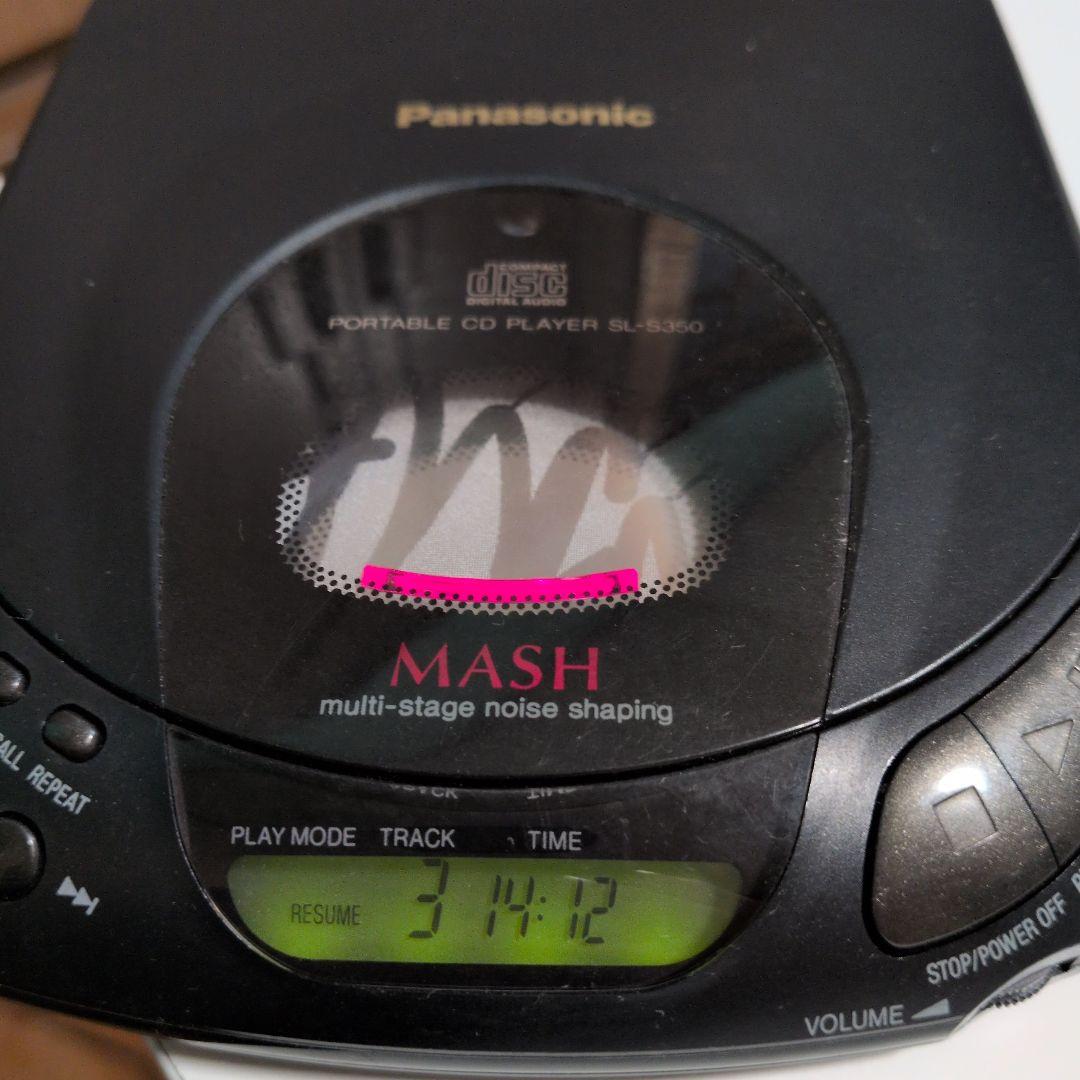 Panasonic
COMPACT
disc
DIGITAL AUDIO
PORTABLE CD PLAYER SL-S350
MASH
multi-stage noise shaping
REPEAT
PLAY MODE TRACK TIME
RESUME 3 14:12
STOP/POWER OFF
VOLUME